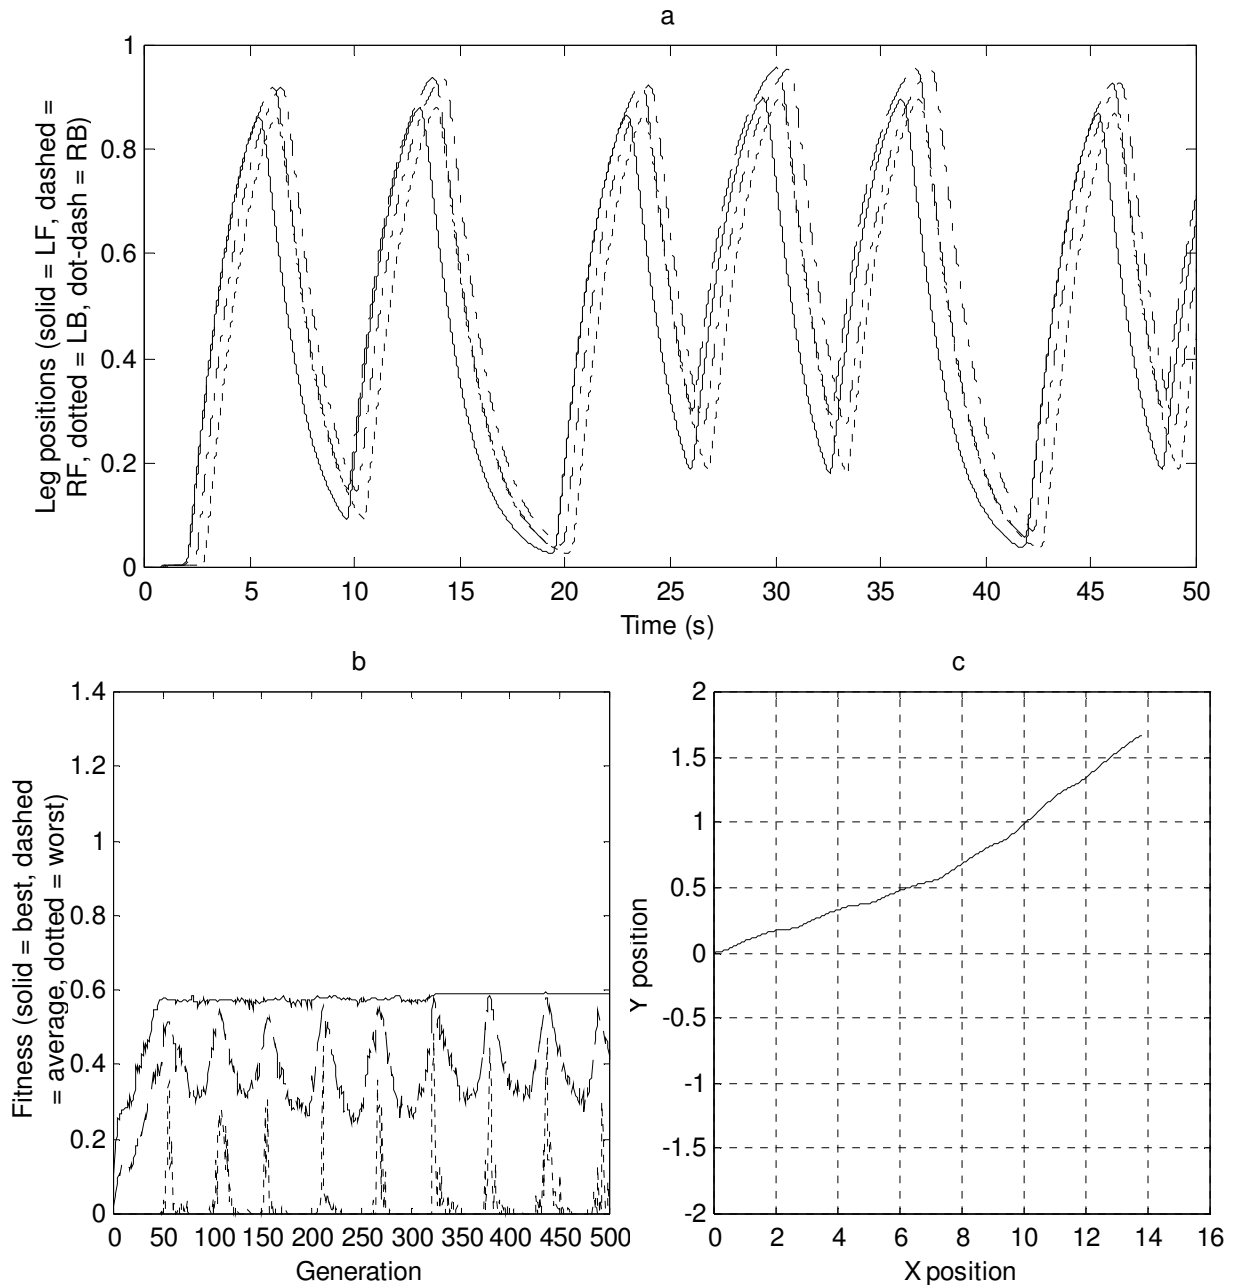 a
Leg positions (solid = LF, dashed =
RF, dotted = LB, dot-dash = RB)
1
0.8
0.6
0.4
0.2
0
0 5 10 15 20 25 30 35 40 45 50
Time (s)
b
Fitness (solid = best, dashed
= average, dotted = worst)
1.4
1.2
1
0.8
0.6
0.4
0.2
0
0 50 100 150 200 250 300 350 400 450 500
Generation
c
Y position
2
1.5
1
0.5
0
-0.5
-1
-1.5
-2
0 2 4 6 8 10 12 14 16
X position